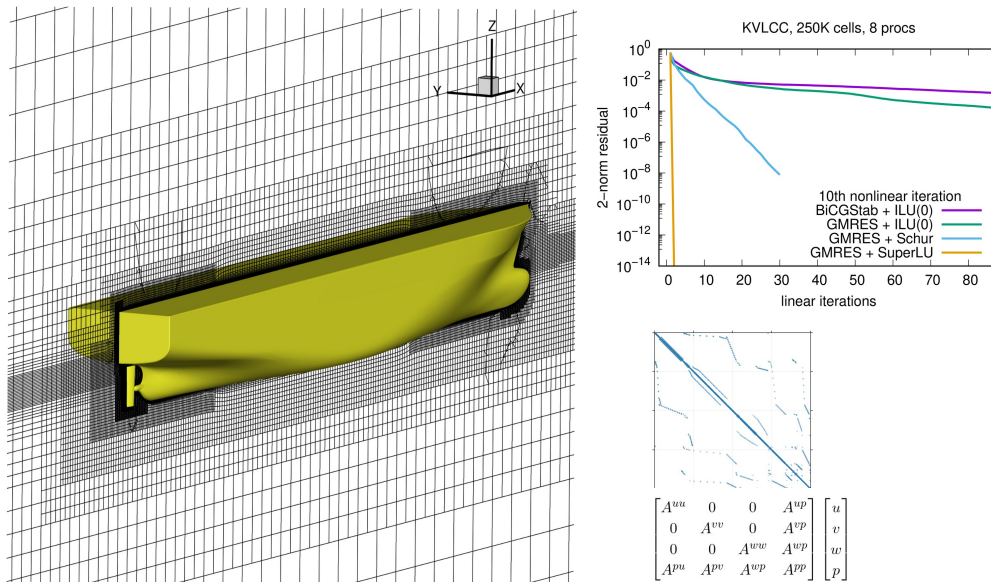 Z
Y
X
KVLCC, 250K cells, 8 procs
2-norm residual
10^0
10^-2
10^-4
10^-6
10^-8
10^-10
10^-12
10^-14
10th nonlinear iteration
BiCGStab + ILU(0)
GMRES + ILU(0)
GMRES + Schur
GMRES + SuperLU
0 10 20 30 40 50 60 70 80
linear iterations
A^{uu} 0 0 A^{up} u
0 A^{vv} 0 A^{vp} v
0 0 A^{ww} A^{wp} w
A^{pu} A^{pv} A^{wp} A^{pp} p